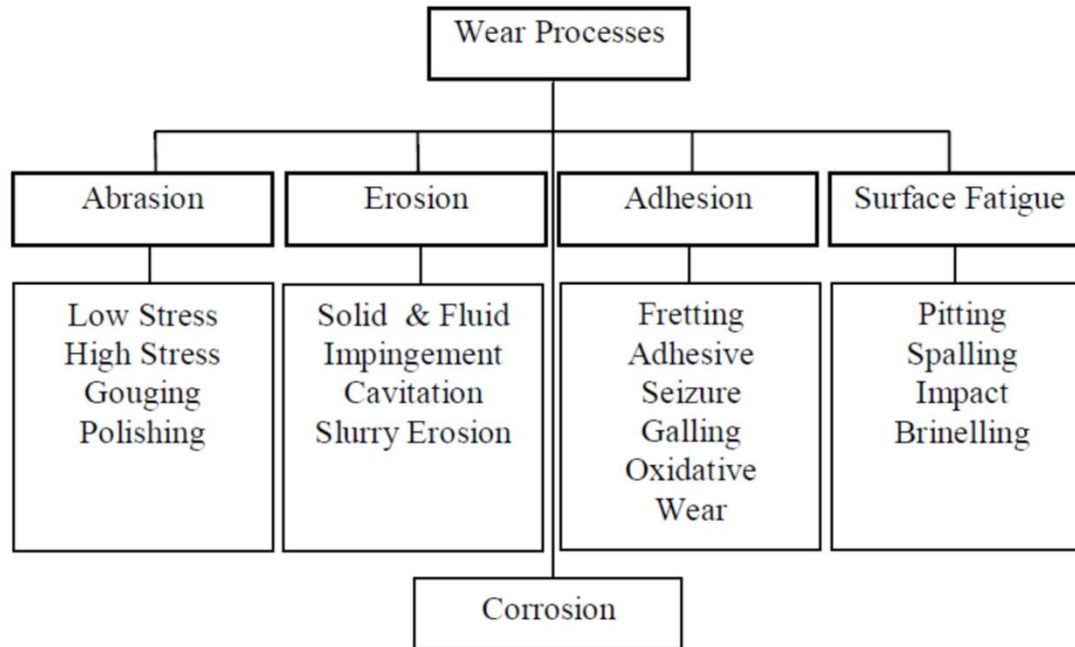 Wear Processes
Abrasion
Erosion
Adhesion
Surface Fatigue
Low Stress
High Stress
Gouging
Polishing
Solid & Fluid
Impingement
Cavitation
Slurry Erosion
Fretting
Adhesive
Seizure
Galling
Oxidative
Wear
Pitting
Spalling
Impact
Brinelling
Corrosion